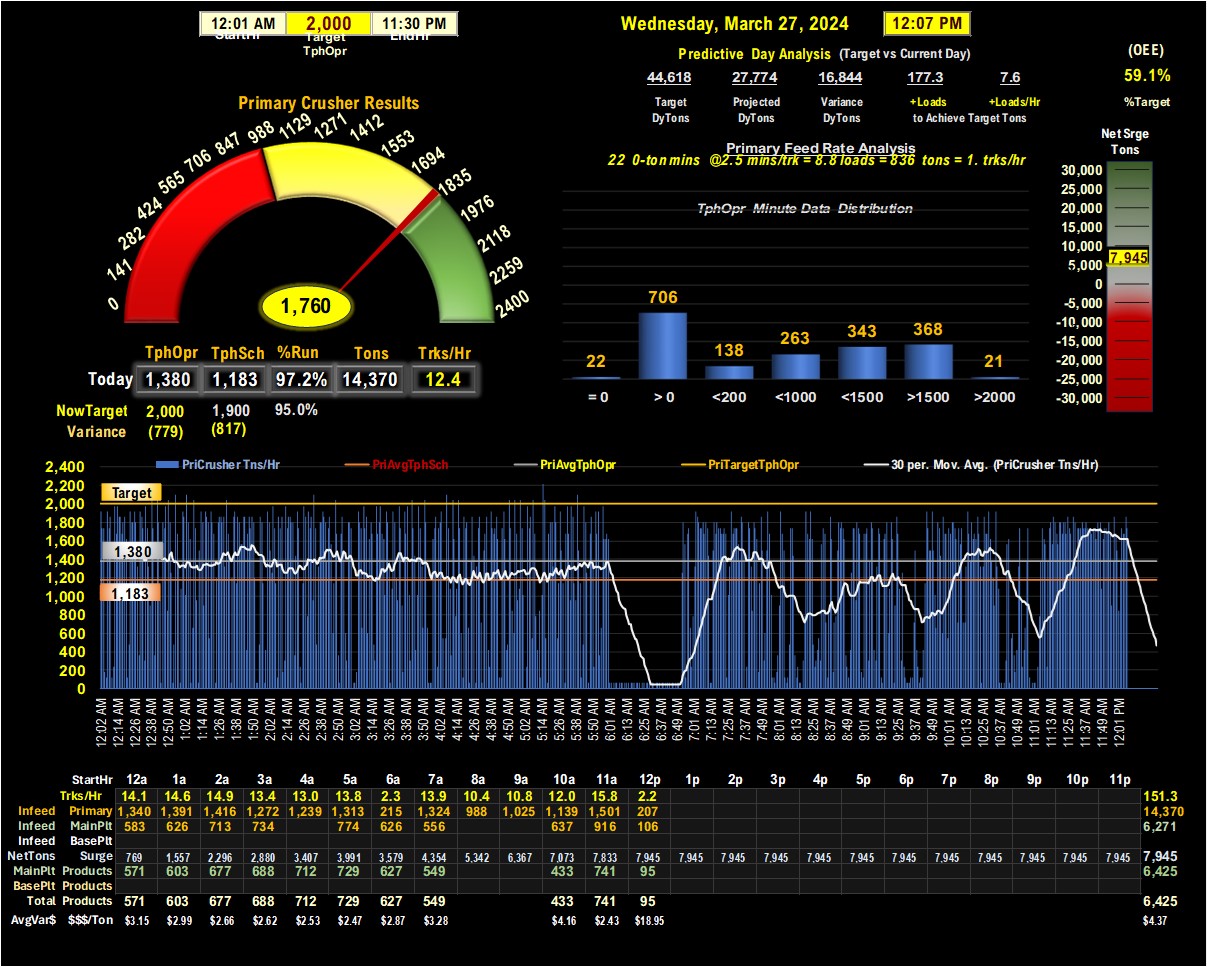 12:01 AM 2,000 11:30 PM
StartHr Target EndHr
TphOpr
Wednesday, March 27, 2024 12:07 PM
Predictive Day Analysis (Target vs Current Day)
44,618 27,774 16,844 177.3 7.6
Target Projected Variance +Loads +Loads/Hr
DyTons DyTons DyTons to Achieve Target Tons
(OEE)
59.1%
%Target
Primary Crusher Results
0 141 282 424 565 706 847 988 1129 1271 1412 1553 1694 1835 1976 2118 2259 2400
1,760
TphOpr TphSch %Run Tons Trks/Hr
Today 1,380 1,183 97.2% 14,370 12.4
NowTarget 2,000 1,900 95.0%
Variance (779) (817)
Primary Feed Rate Analysis
22 0-ton mins @2.5 mins/trk = 8.8 loads = 836 tons = 1. trks/hr
TphOpr Minute Data Distribution
22 706 138 263 343 368 21
= 0 > 0 <200 <1000 <1500 >1500 >2000
Net Srge
Tons
30,000
25,000
20,000
15,000
10,000
7,945
5,000
0
-5,000
-10,000
-15,000
-20,000
-25,000
-30,000
PriCrusher Tns/Hr PriAvgTphSch PriAvgTphOpr PriTargetTphOpr 30 per. Mov. Avg. (PriCrusher Tns/Hr)
2,400
2,200
Target
2,000
1,800
1,600
1,380
1,400
1,200
1,183
1,000
800
600
400
200
0
12:02 AM 12:14 AM 12:26 AM 12:38 AM 12:50 AM 1:02 AM 1:14 AM 1:26 AM 1:38 AM 1:50 AM 2:02 AM 2:14 AM 2:26 AM 2:38 AM 2:50 AM 3:02 AM 3:14 AM 3:26 AM 3:38 AM 3:50 AM 4:02 AM 4:14 AM 4:26 AM 4:38 AM 4:50 AM 5:02 AM 5:14 AM 5:26 AM 5:38 AM 5:50 AM 6:01 AM 6:13 AM 6:25 AM 6:37 AM 6:49 AM 7:01 AM 7:13 AM 7:25 AM 7:37 AM 7:49 AM 8:01 AM 8:13 AM 8:25 AM 8:37 AM 8:49 AM 9:01 AM 9:13 AM 9:25 AM 9:37 AM 9:49 AM 10:01 AM 10:13 AM 10:25 AM 10:37 AM 10:49 AM 11:01 AM 11:13 AM 11:25 AM 11:37 AM 11:49 AM 12:01 PM
StartHr 12a 1a 2a 3a 4a 5a 6a 7a 8a 9a 10a 11a 12p 1p 2p 3p 4p 5p 6p 7p 8p 9p 10p 11p
Trks/Hr 14.1 14.6 14.9 13.4 13.0 13.8 2.3 13.9 10.4 10.8 12.0 15.8 2.2 151.3
Infeed Primary 1,340 1,391 1,416 1,272 1,239 1,313 215 1,324 988 1,025 1,139 1,501 207 14,370
Infeed MainPlt 583 626 713 734 774 626 556 637 916 106 6,271
Infeed BasePlt
NetTons Surge 769 1,557 2,296 2,880 3,407 3,991 3,579 4,354 5,342 6,367 7,073 7,833 7,945 7,945 7,945 7,945 7,945 7,945 7,945 7,945 7,945 7,945 7,945 7,945 7,945
MainPlt Products 571 603 677 688 712 729 627 549 433 741 95 6,425
BasePlt Products
Total Products 571 603 677 688 712 729 627 549 433 741 95 6,425
AvgVar$ $$$/Ton $3.15 $2.99 $2.66 $2.62 $2.53 $2.47 $2.87 $3.28 $4.16 $2.43 $18.95 $4.37